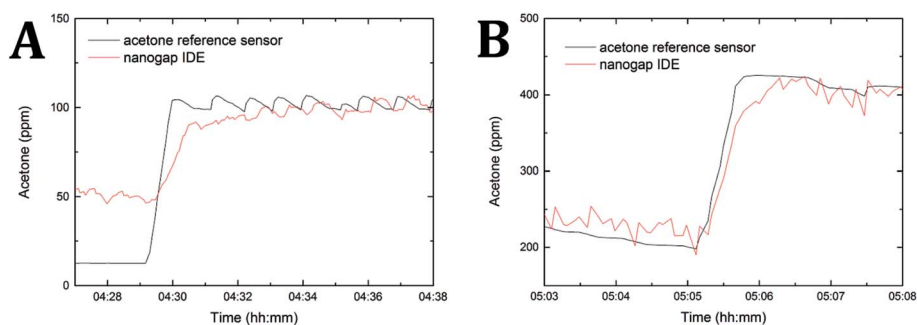 A
acetone reference sensor
nanogap IDE
Acetone (ppm)
150
100
50
0
04:28
04:30
04:32
04:34
04:36
04:38
Time (hh:mm)
B
acetone reference sensor
nanogap IDE
Acetone (ppm)
500
400
300
200
05:03
05:04
05:05
05:06
05:07
05:08
Time (hh:mm)